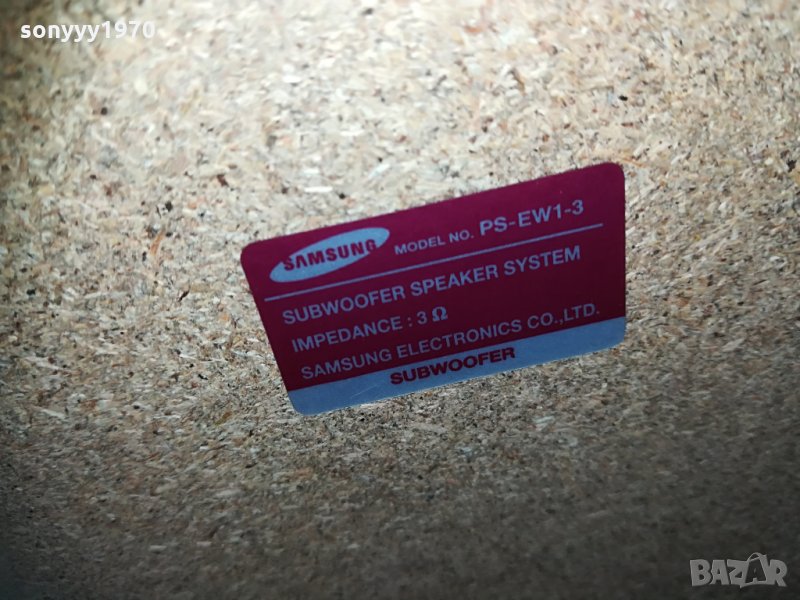 sonyyy1970
SAMSUNG MODEL NO. PS-EW1-3
SUBWOOFER SPEAKER SYSTEM
IMPEDANCE : 3 Ω
SAMSUNG ELECTRONICS CO.,LTD.
SUBWOOFER
BAZAR